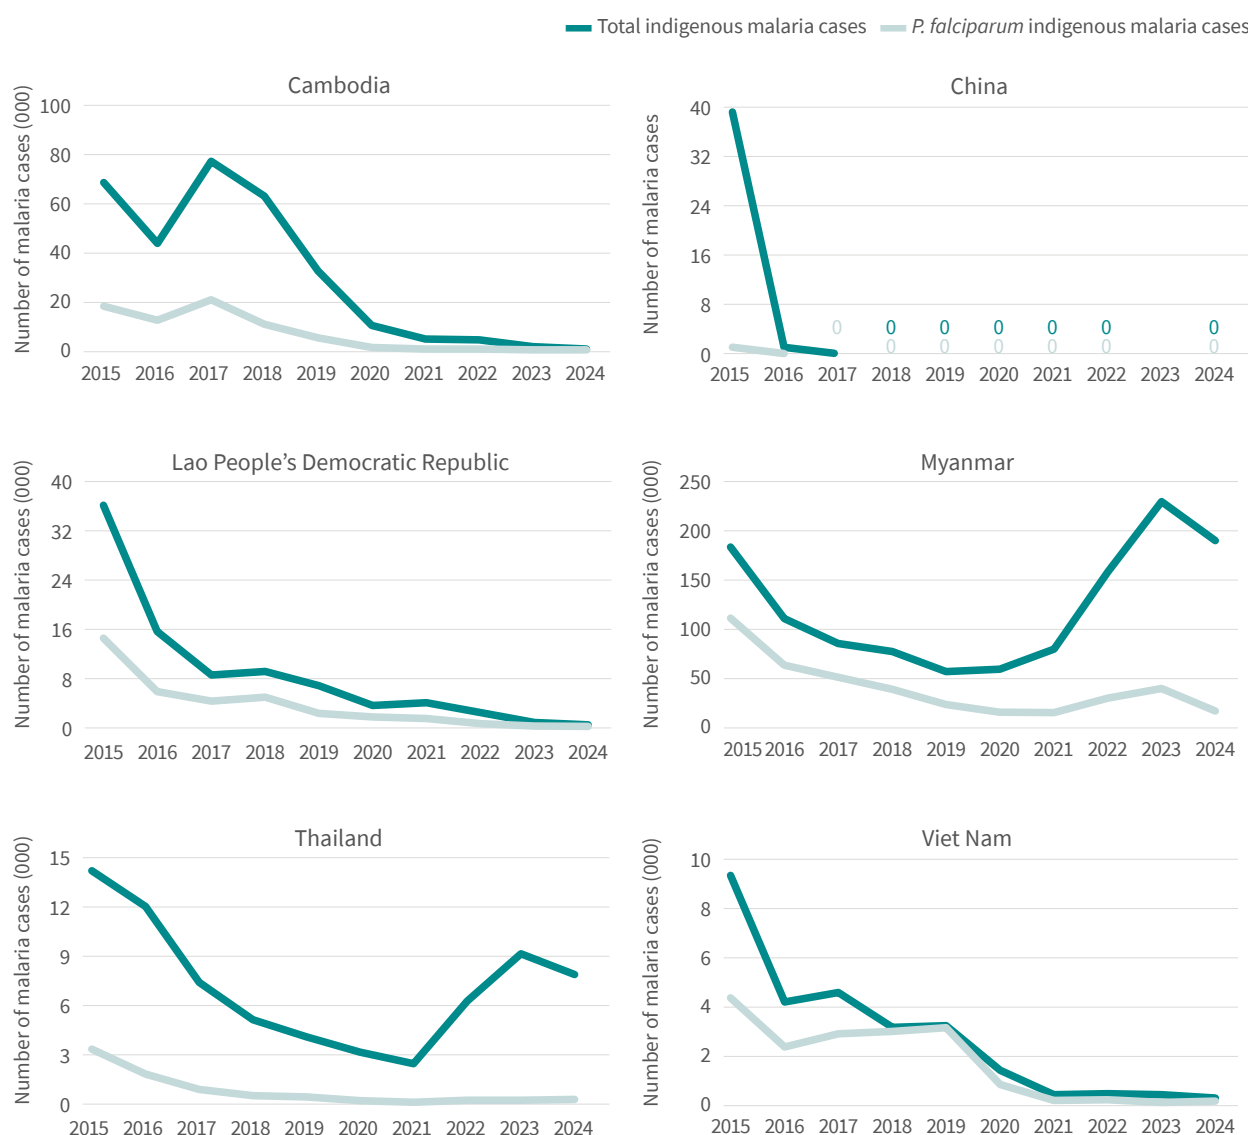 Total indigenous malaria cases P. falciparum indigenous malaria cases
Cambodia
Number of malaria cases (000)
100
80
60
40
20
0
2015 2016 2017 2018 2019 2020 2021 2022 2023 2024
China
Number of malaria cases
40
32
24
16
8
0
0 0 0 0 0 0 0
0 0 0 0 0 0
2015 2016 2017 2018 2019 2020 2021 2022 2023 2024
Lao People’s Democratic Republic
Number of malaria cases (000)
40
32
24
16
8
0
2015 2016 2017 2018 2019 2020 2021 2022 2023 2024
Myanmar
Number of malaria cases (000)
250
200
150
100
50
0
2015 2016 2017 2018 2019 2020 2021 2022 2023 2024
Thailand
Number of malaria cases (000)
15
12
9
6
3
0
2015 2016 2017 2018 2019 2020 2021 2022 2023 2024
Viet Nam
Number of malaria cases (000)
10
8
6
4
2
0
2015 2016 2017 2018 2019 2020 2021 2022 2023 2024